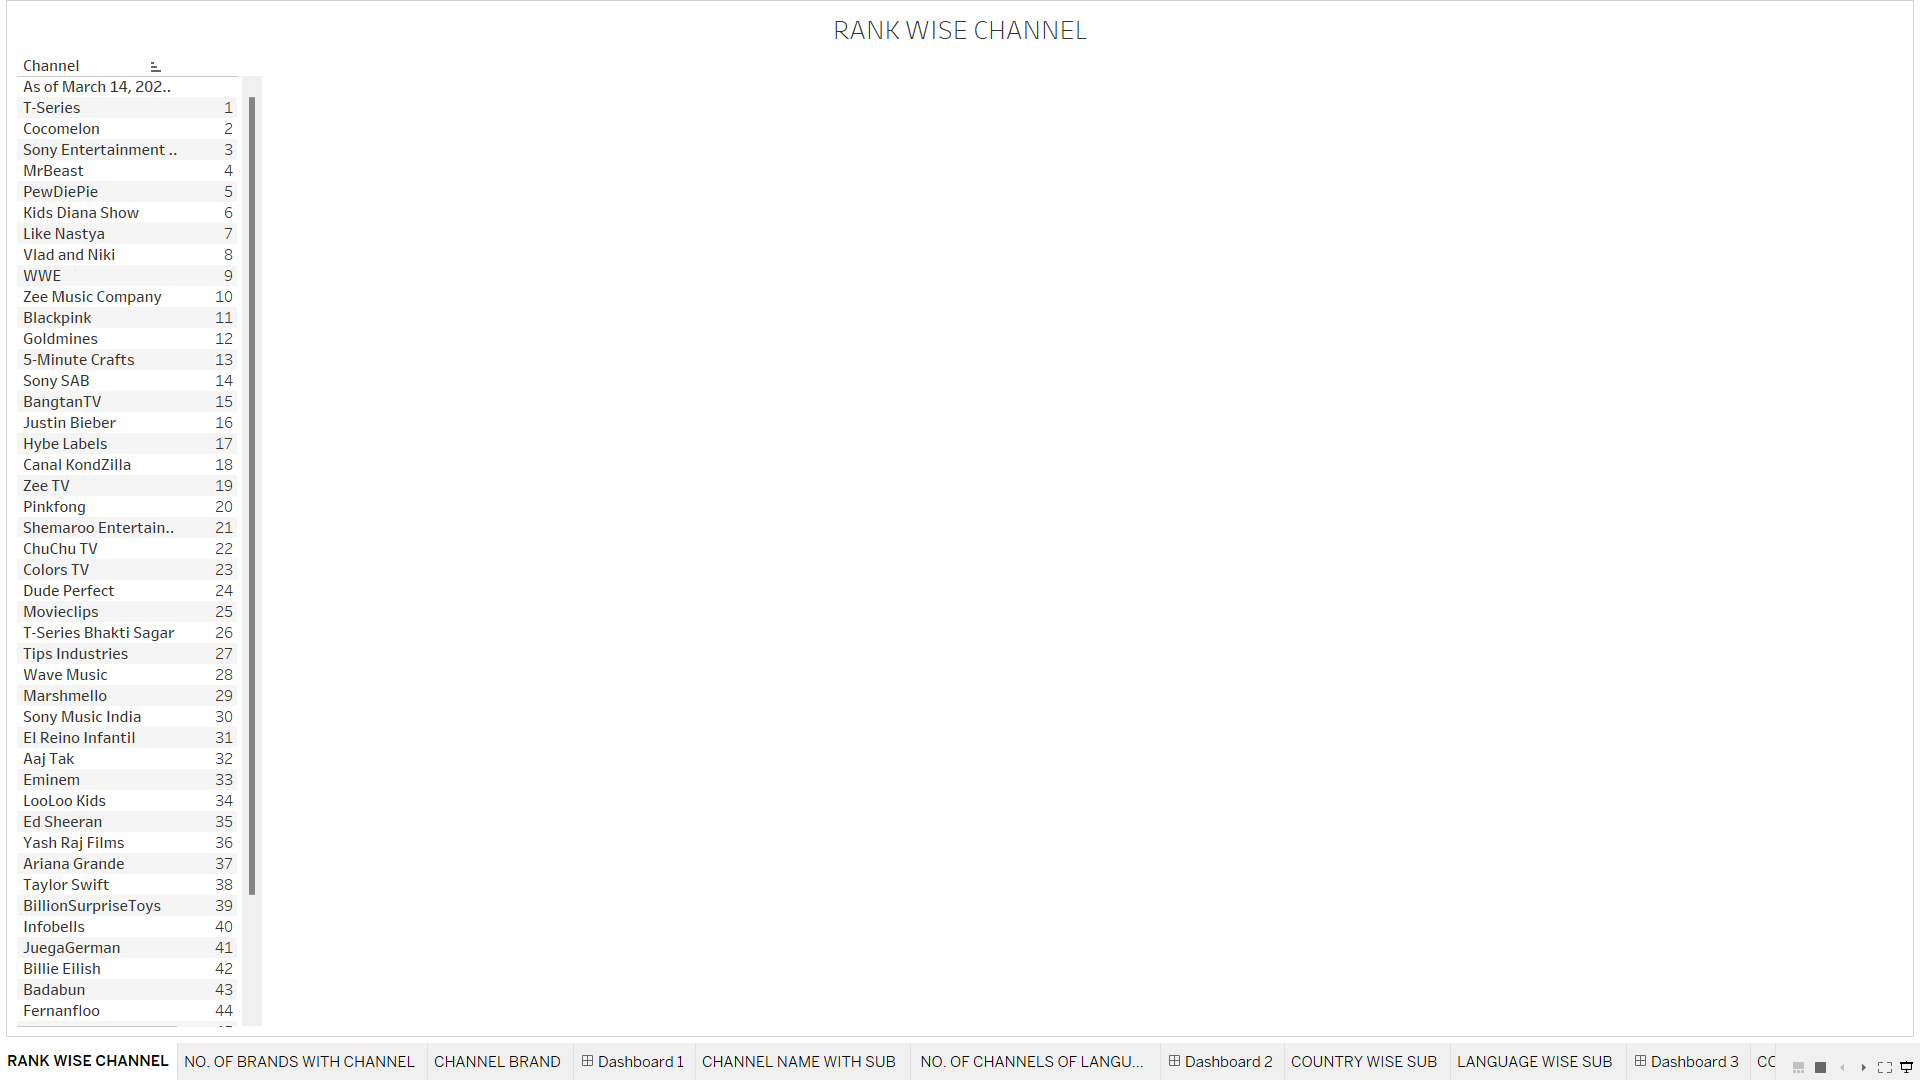 RANK WISE CHANNEL
Channel
As of March 14, 202..
T-Series 1
Cocomelon 2
Sony Entertainment .. 3
MrBeast 4
PewDiePie 5
Kids Diana Show 6
Like Nastya 7
Vlad and Niki 8
WWE 9
Zee Music Company 10
Blackpink 11
Goldmines 12
5-Minute Crafts 13
Sony SAB 14
BangtanTV 15
Justin Bieber 16
Hybe Labels 17
Canal KondZilla 18
Zee TV 19
Pinkfong 20
Shemaroo Entertain.. 21
ChuChu TV 22
Colors TV 23
Dude Perfect 24
Movieclips 25
T-Series Bhakti Sagar 26
Tips Industries 27
Wave Music 28
Marshmello 29
Sony Music India 30
El Reino Infantil 31
Aaj Tak 32
Eminem 33
LooLoo Kids 34
Ed Sheeran 35
Yash Raj Films 36
Ariana Grande 37
Taylor Swift 38
BillionSurpriseToys 39
Infobells 40
JuegaGerman 41
Billie Eilish 42
Badabun 43
Fernanfloo 44
RANK WISE CHANNEL NO. OF BRANDS WITH CHANNEL CHANNEL BRAND Dashboard 1 CHANNEL NAME WITH SUB NO. OF CHANNELS OF LANGU... Dashboard 2 COUNTRY WISE SUB LANGUAGE WISE SUB Dashboard 3